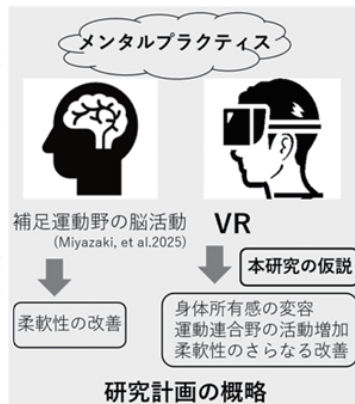 メンタルプラクティス
補足運動野の脳活動
(Miyazaki, et al.2025)
VR
本研究の仮説
柔軟性の改善
身体所有感の変容
運動連合野の活動増加
柔軟性のさらなる改善
研究計画の概略